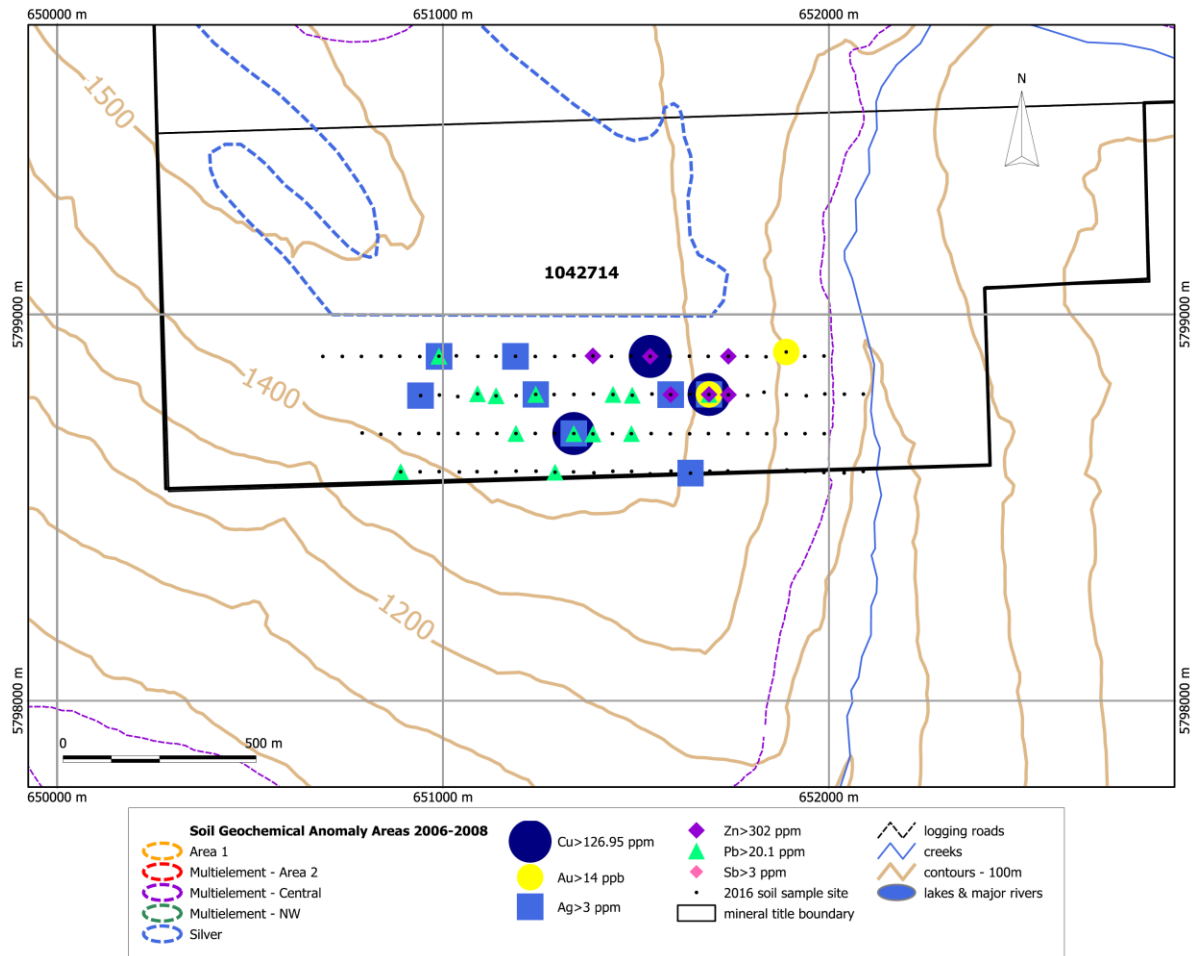 650000 m
651000 m
652000 m
1500
N
1042714
5799000 m
5799000 m
1400
1200
5798000 m
5798000 m
0
500 m
650000 m
651000 m
652000 m
Soil Geochemical Anomaly Areas 2006-2008
Area 1
Multielement - Area 2
Multielement - Central
Multielement - NW
Silver
Cu>126.95 ppm
Au>14 ppb
Ag>3 ppm
Zn>302 ppm
Pb>20.1 ppm
Sb>3 ppm
2016 soil sample site
mineral title boundary
logging roads
creeks
contours - 100m
lakes & major rivers